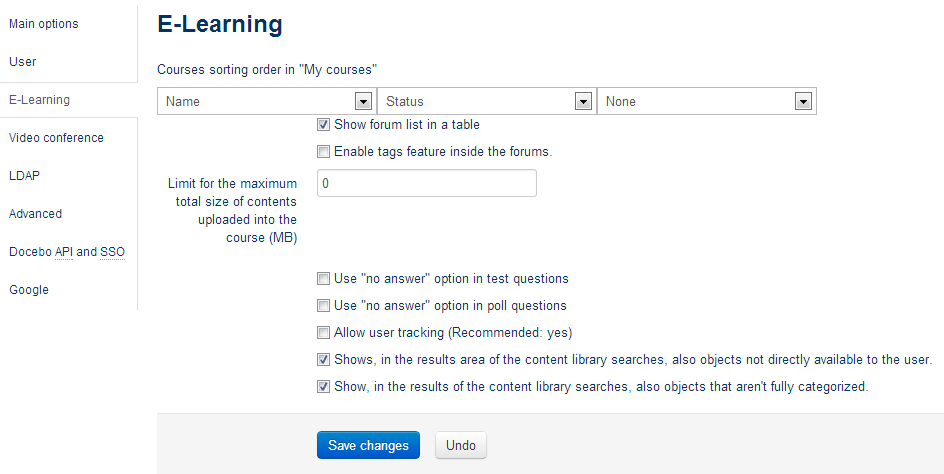 Main options
User
E-Learning
Video conference
LDAP
Advanced
Docebo API and SSO
Google
E-Learning
Courses sorting order in "My courses"
Name Status None
Show forum list in a table
Enable tags feature inside the forums.
Limit for the maximum
total size of contents
uploaded into the
course (MB)
0
Use "no answer" option in test questions
Use "no answer" option in poll questions
Allow user tracking (Recommended: yes)
Shows, in the results area of the content library searches, also objects not directly available to the user.
Show, in the results of the content library searches, also objects that aren't fully categorized.
Save changes Undo